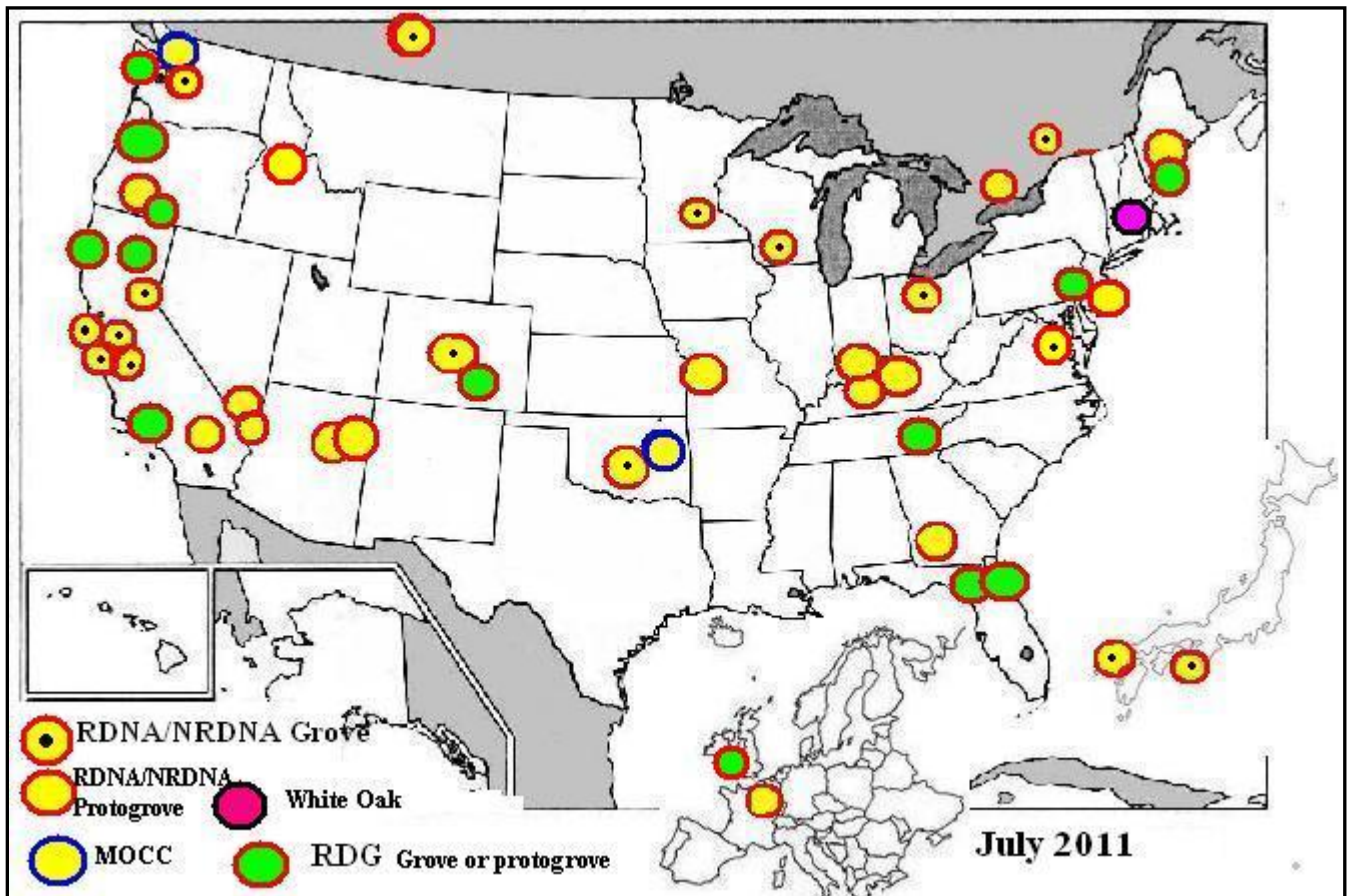 RDNA/NRDNA Grove
RDNA/NRDNA
Protogrove
White Oak
MOCC
RDG Grove or protogrove
July 2011